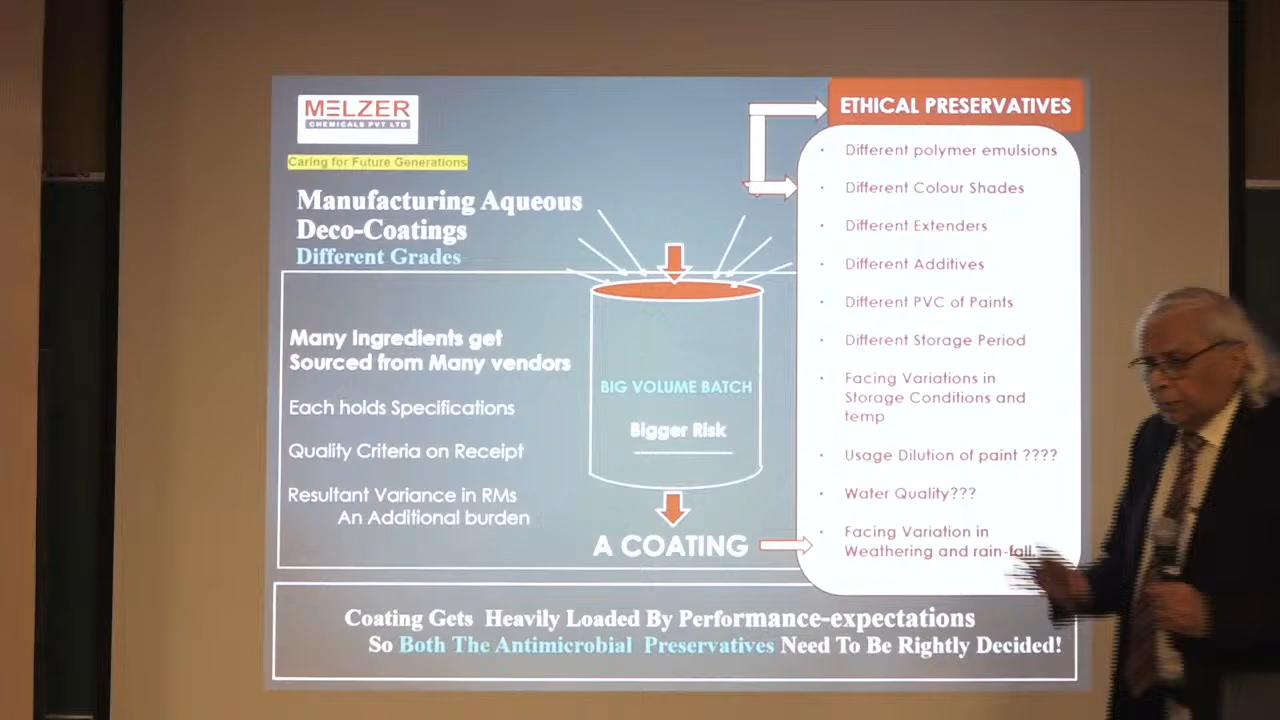 MELZER
CHEMICALS PVT LTD
Caring for Future Generations
Manufacturing Aqueous
Deco-Coatings
Different Grades
Many Ingredients get
Sourced from Many vendors
Each holds Specifications
Quality Criteria on Receipt
Resultant Variance in RMs
An Additional burden
BIG VOLUME BATCH
Bigger Risk
A COATING
ETHICAL PRESERVATIVES
Different polymer emulsions
Different Colour Shades
Different Extenders
Different Additives
Different PVC of Paints
Different Storage Period
Facing Variations in
Storage Conditions and
temp
Usage Dilution of paint ????
Water Quality???
Facing Variation in
Weathering and rain-fall.
Coating Gets Heavily Loaded By Performance-expectations
So Both The Antimicrobial Preservatives Need To Be Rightly Decided!